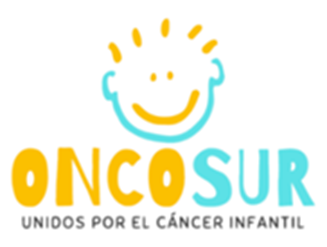 ONCOSUR
UNIDOS POR EL CÁNCER INFANTIL